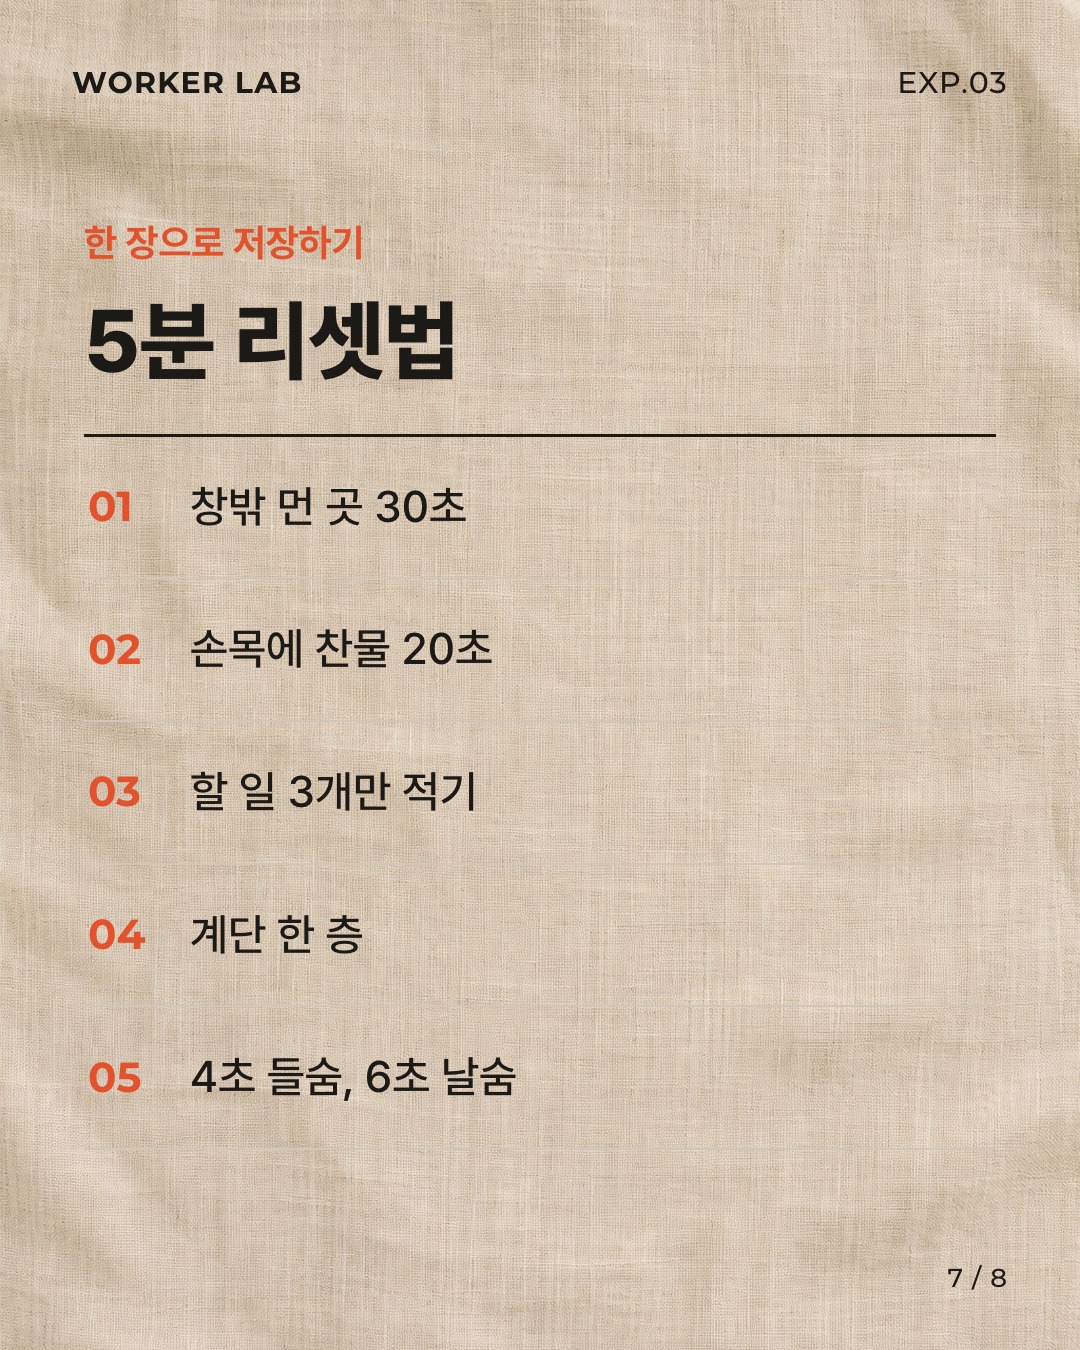 WORKER LAB
EXP.03
한 장으로 저장하기
5분 리셋법
01 창밖 먼 곳 30초
02 손목에 찬물 20초
03 할 일 3개만 적기
04 계단 한 층
05 4초 들숨, 6초 날숨
7 / 8